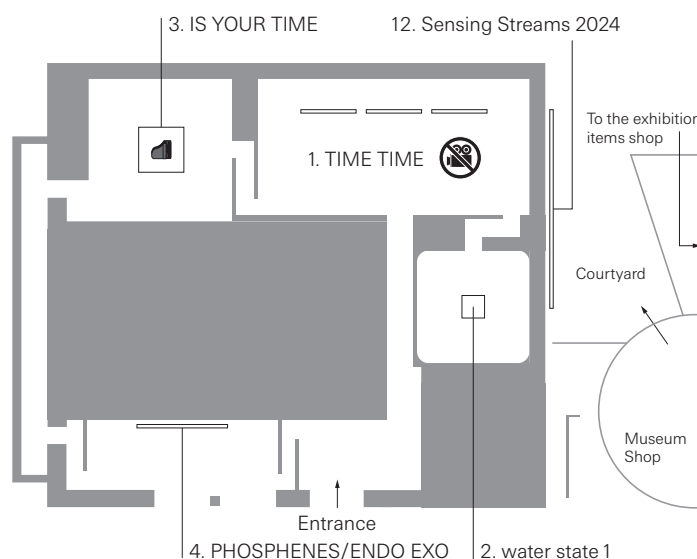 3. IS YOUR TIME
12. Sensing Streams 2024
To the exhibition
items shop
1. TIME TIME
Courtyard
Museum
Shop
Entrance
4. PHOSPHENES/ENDO EXO
2. water state 1